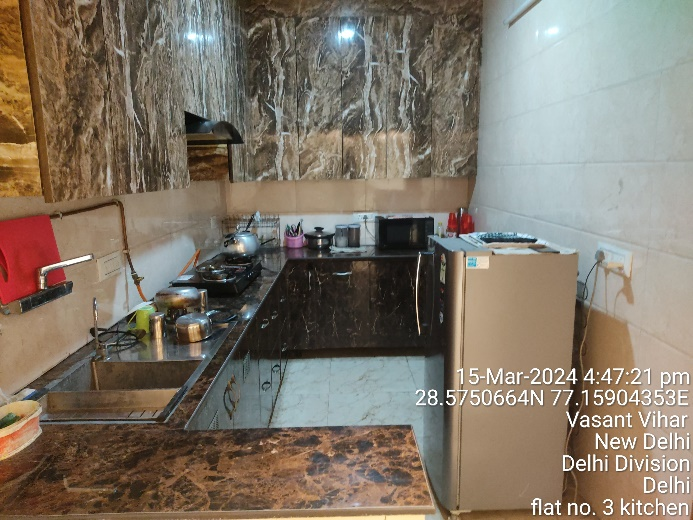 15-Mar-2024 4:47:21 pm
28.5750664N 77.15904353E
Vasant Vihar
New Delhi
Delhi Division
Delhi
flat no. 3 kitchen